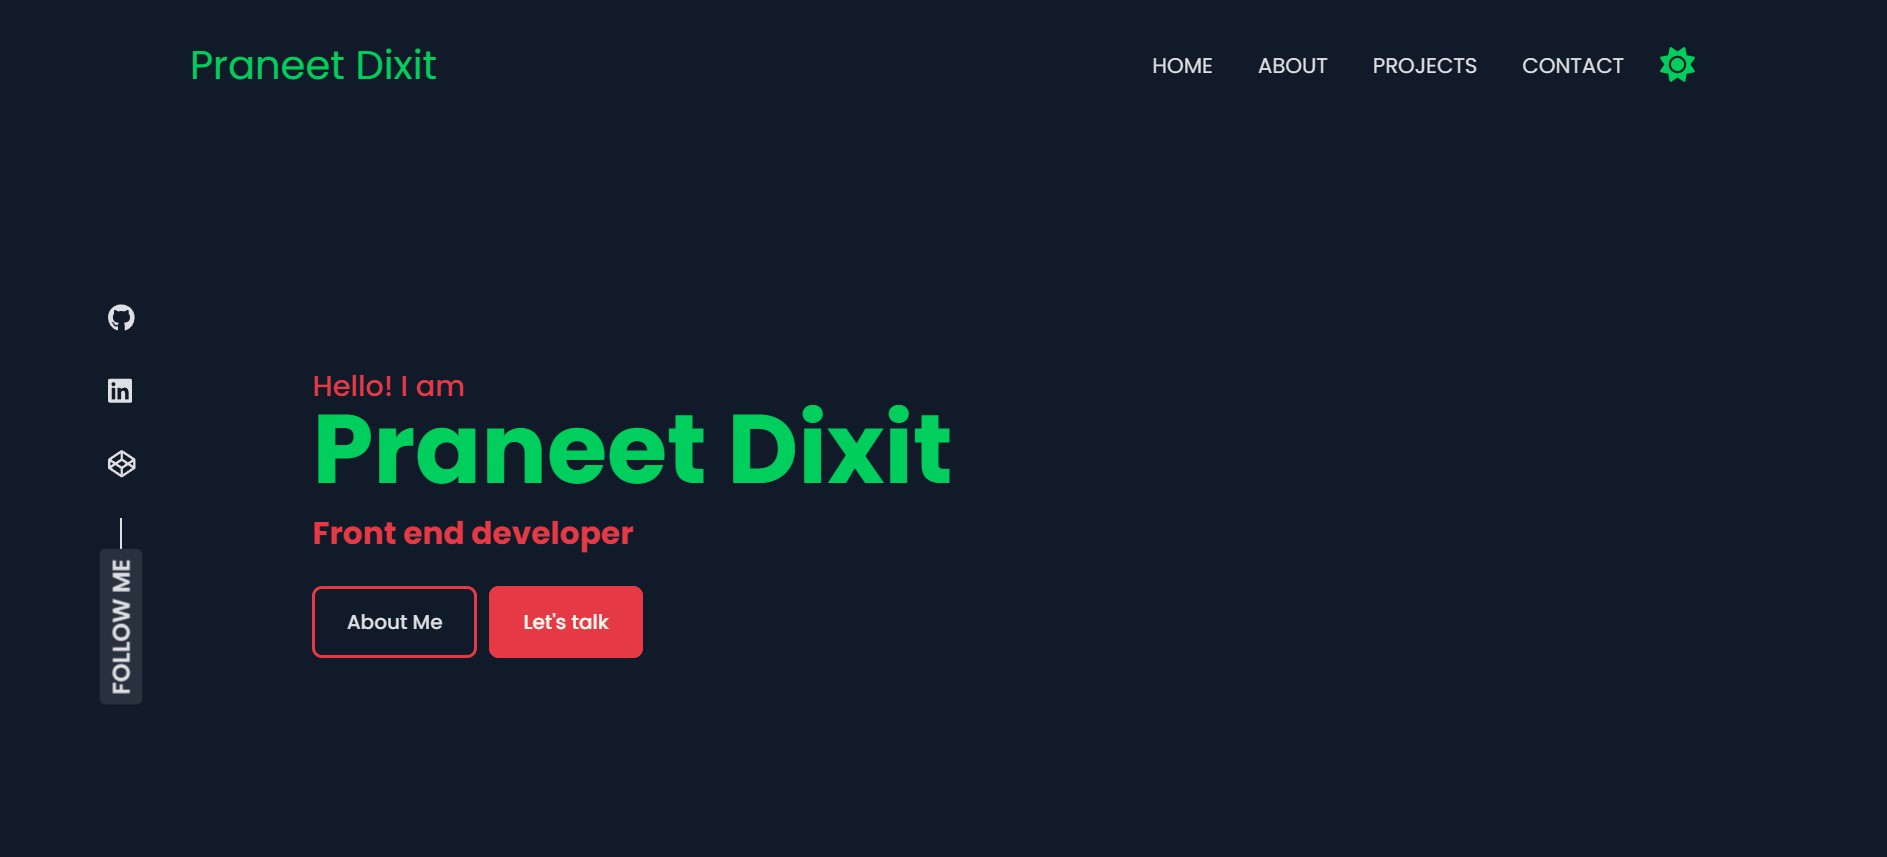 Praneet Dixit
HOME ABOUT PROJECTS CONTACT
Hello! I am
Praneet Dixit
Front end developer
About Me Let's talk
FOLLOW ME